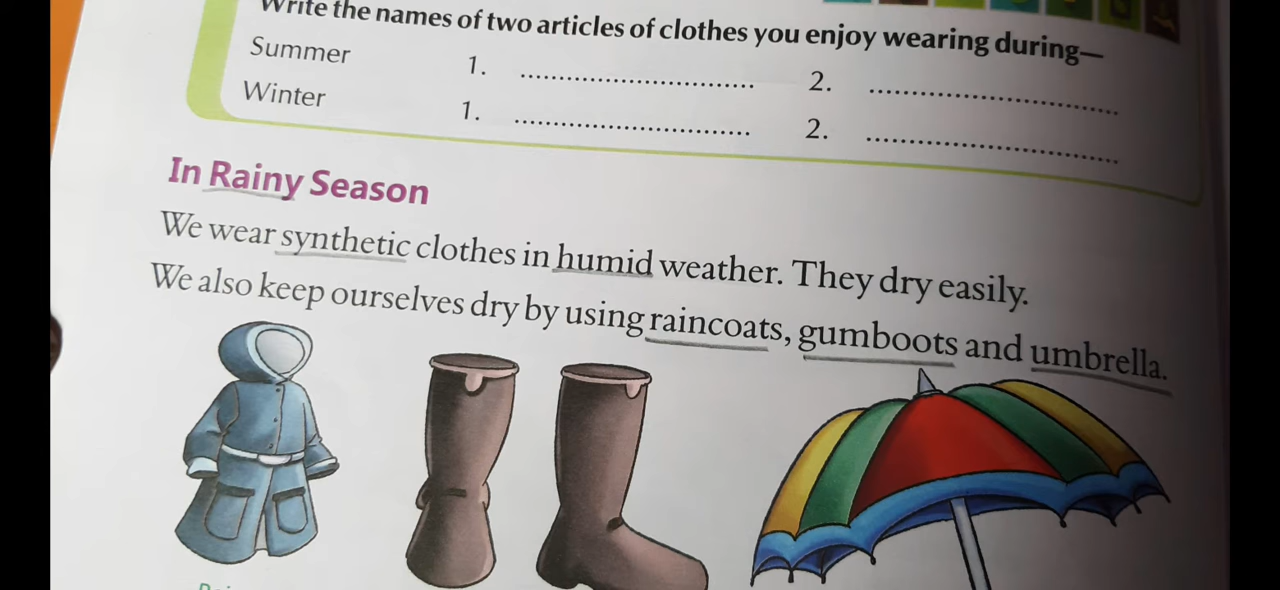 Write the names of two articles of clothes you enjoy wearing during—
Summer 1. .............................. 2. ..............................
Winter 1. .............................. 2. ..............................
In Rainy Season
We wear synthetic clothes in humid weather. They dry easily.
We also keep ourselves dry by using raincoats, gumboots and umbrella.